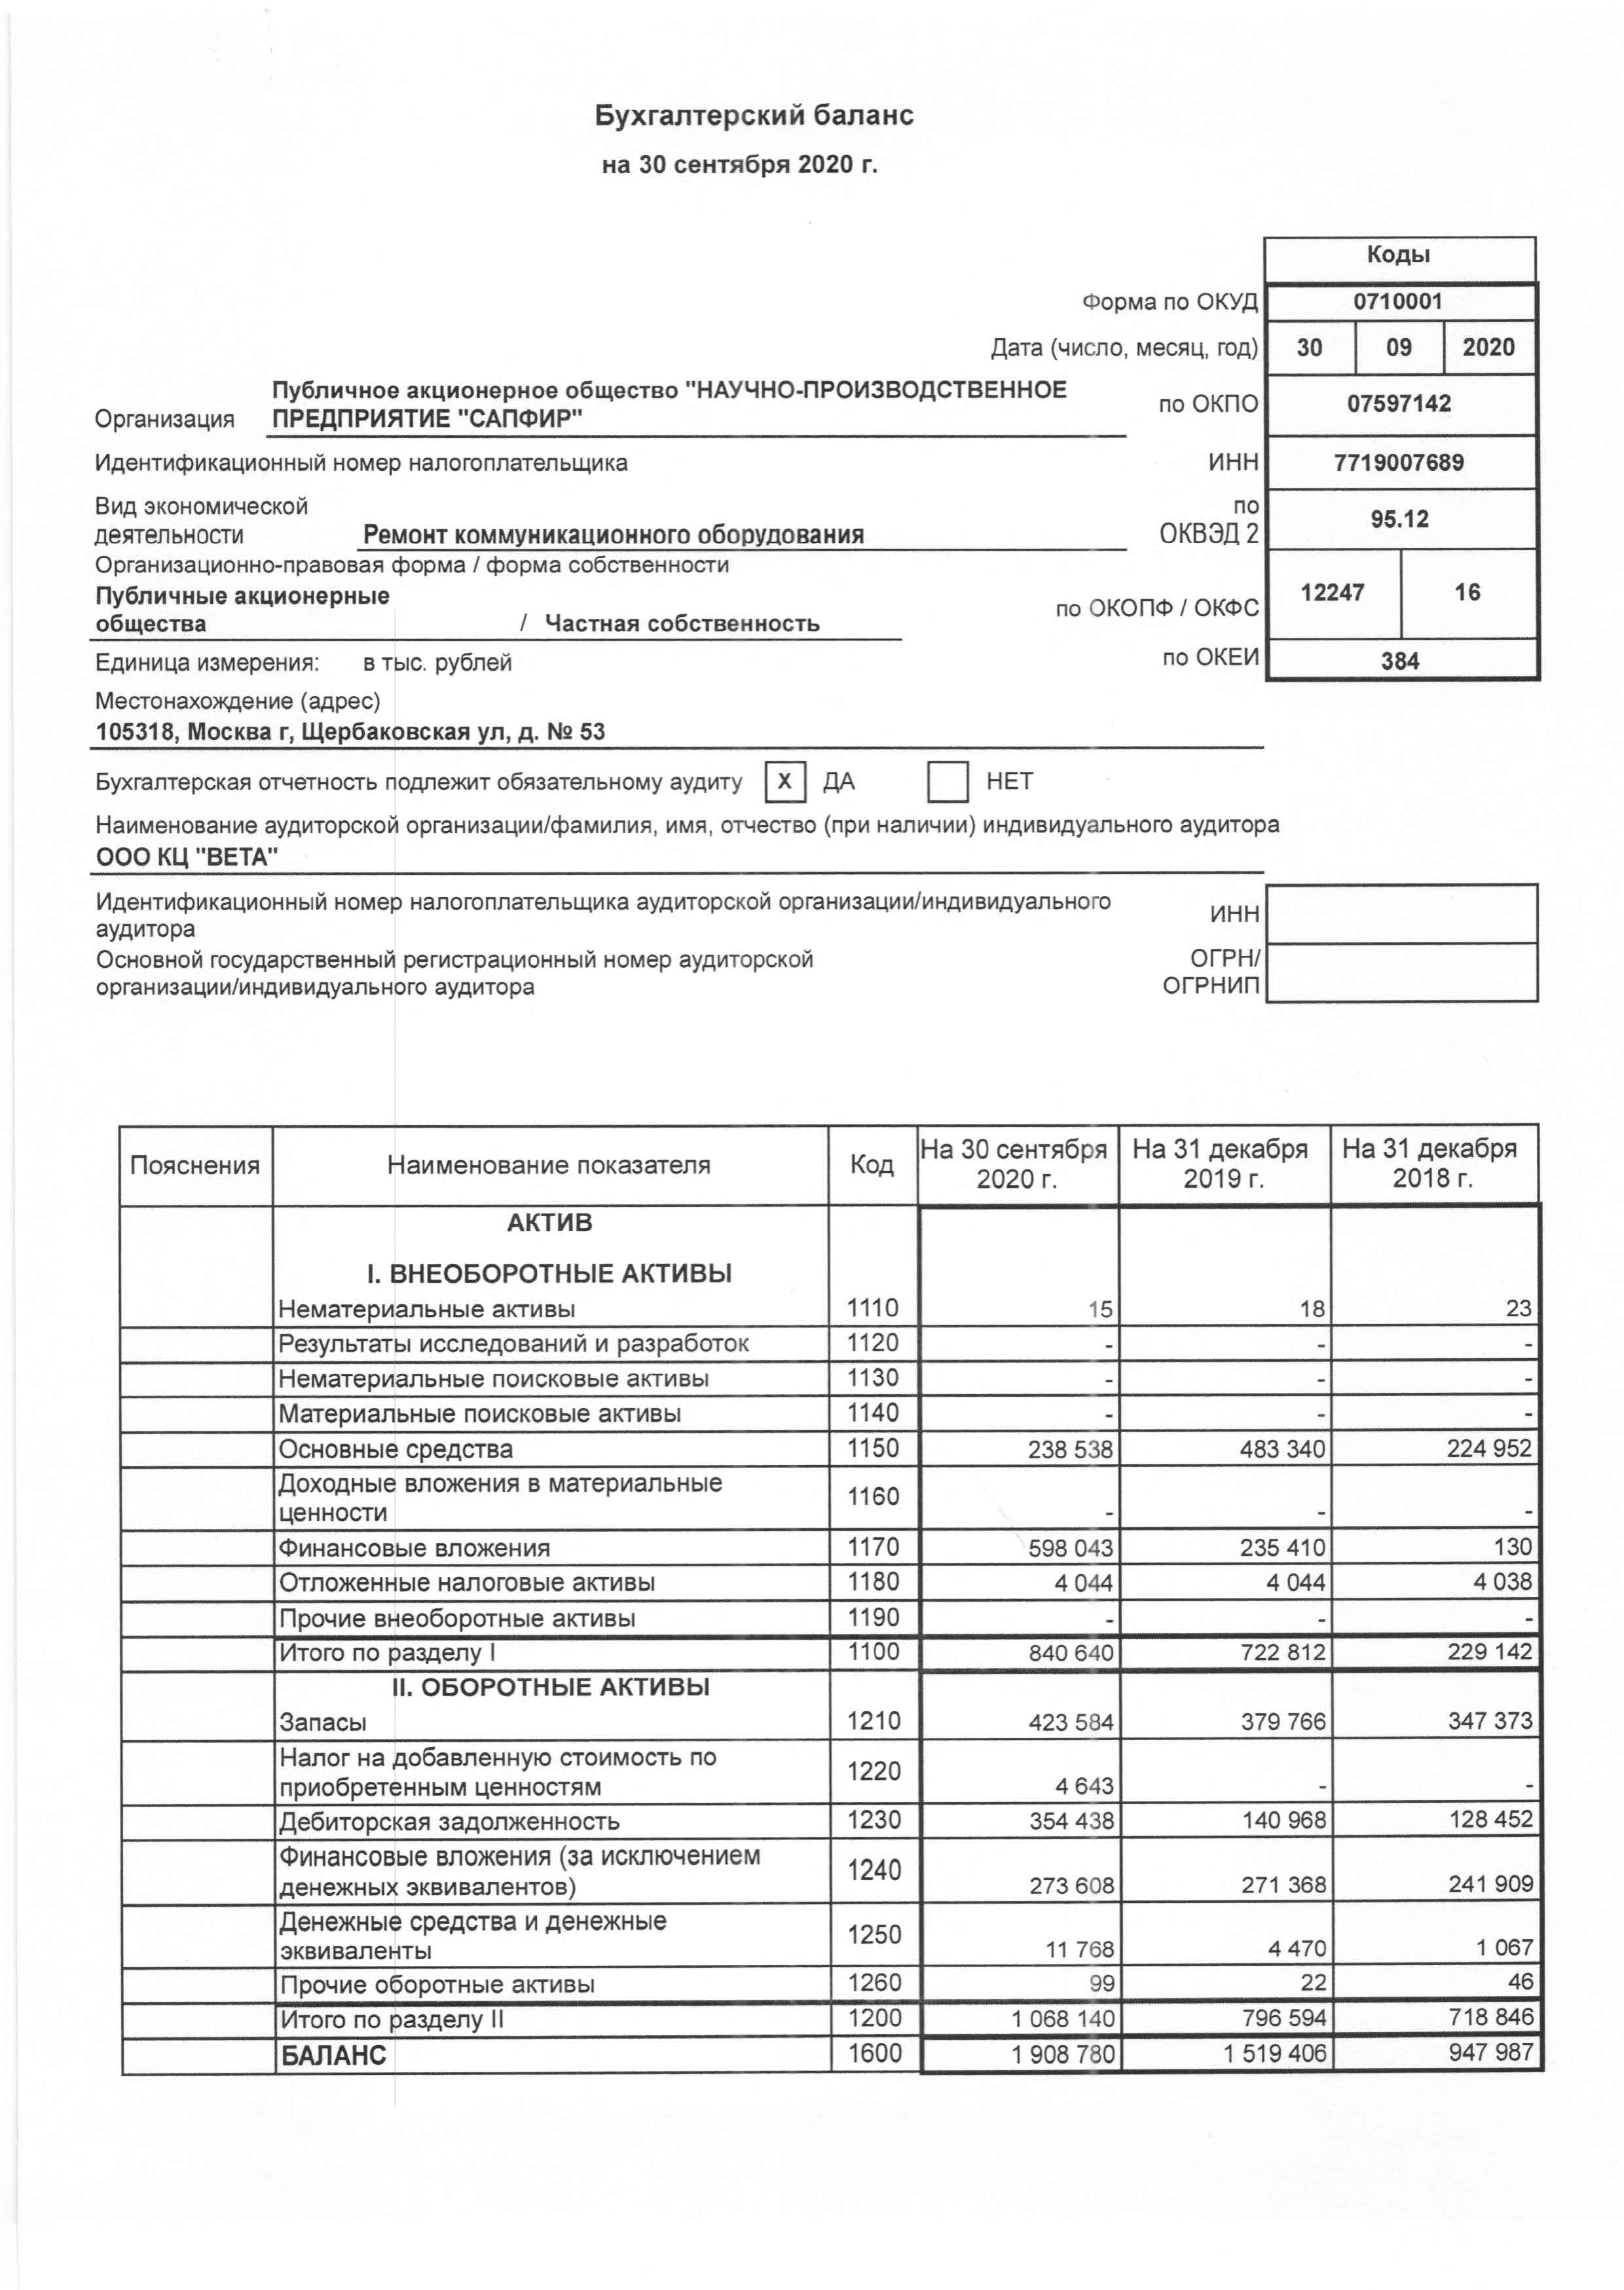 Бухгалтерский баланс
на 30 сентября 2020 г.
Коды
Форма по ОКУД 0710001
Дата (число, месяц, год) 30 09 2020
Публичное акционерное общество "НАУЧНО-ПРОИЗВОДСТВЕННОЕ
Организация ПРЕДПРИЯТИЕ "САПФИР" по ОКПО 07597142
Идентификационный номер налогоплательщика ИНН 7719007689
Вид экономической по
деятельности Ремонт коммуникационного оборудования ОКВЭД 2 95.12
Организационно-правовая форма / форма собственности
Публичные акционерные
общества / Частная собственность по ОКОПФ / ОКФС 12247 16
Единица измерения: в тыс. рублей по ОКЕИ 384
Местонахождение (адрес)
105318, Москва г, Щербаковская ул, д. № 53
Бухгалтерская отчетность подлежит обязательному аудиту X ДА НЕТ
Наименование аудиторской организации/фамилия, имя, отчество (при наличии) индивидуального аудитора
ООО КЦ "ВЕТА"
Идентификационный номер налогоплательщика аудиторской организации/индивидуального
аудитора ИНН
Основной государственный регистрационный номер аудиторской ОГРН/
организации/индивидуального аудитора ОГРНИП
Пояснения Наименование показателя Код На 30 сентября 2020 г. На 31 декабря 2019 г. На 31 декабря 2018 г.
АКТИВ
I. ВНЕОБОРОТНЫЕ АКТИВЫ
Нематериальные активы 1110 15 18 23
Результаты исследований и разработок 1120 - - -
Нематериальные поисковые активы 1130 - - -
Материальные поисковые активы 1140 - - -
Основные средства 1150 238 538 483 340 224 952
Доходные вложения в материальные
ценности 1160 - - -
Финансовые вложения 1170 598 043 235 410 130
Отложенные налоговые активы 1180 4 044 4 044 4 038
Прочие внеоборотные активы 1190 - - -
Итого по разделу I 1100 840 640 722 812 229 142
II. ОБОРОТНЫЕ АКТИВЫ
Запасы 1210 423 584 379 766 347 373
Налог на добавленную стоимость по
приобретенным ценностям 1220 4 643 - -
Дебиторская задолженность 1230 354 438 140 968 128 452
Финансовые вложения (за исключением
денежных эквивалентов) 1240 273 608 271 368 241 909
Денежные средства и денежные
эквиваленты 1250 11 768 4 470 1 067
Прочие оборотные активы 1260 99 22 46
Итого по разделу II 1200 1 068 140 796 594 718 846
БАЛАНС 1600 1 908 780 1 519 406 947 987